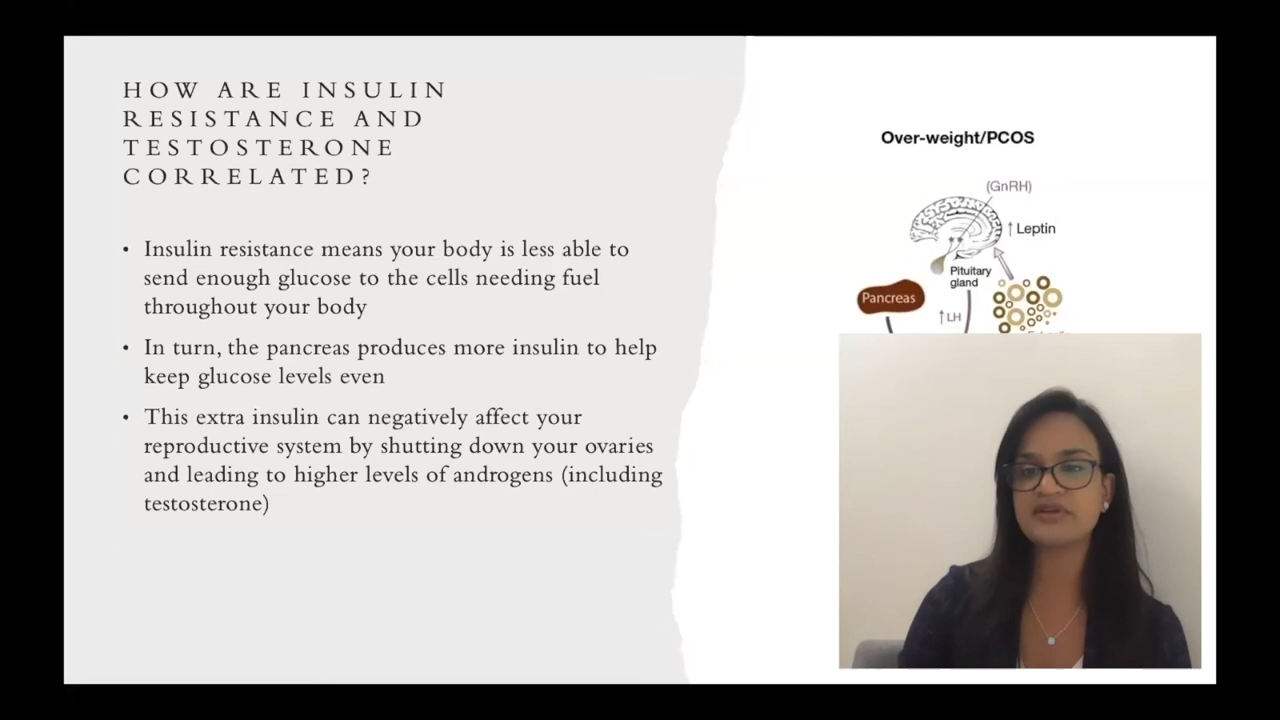 HOW ARE INSULIN
RESISTANCE AND
TESTOSTERONE
CORRELATED?
• Insulin resistance means your body is less able to
send enough glucose to the cells needing fuel
throughout your body
• In turn, the pancreas produces more insulin to help
keep glucose levels even
• This extra insulin can negatively affect your
reproductive system by shutting down your ovaries
and leading to higher levels of androgens (including
testosterone)
Over-weight/PCOS
(GnRH)
↑ Leptin
Pituitary
gland
Pancreas
↑LH